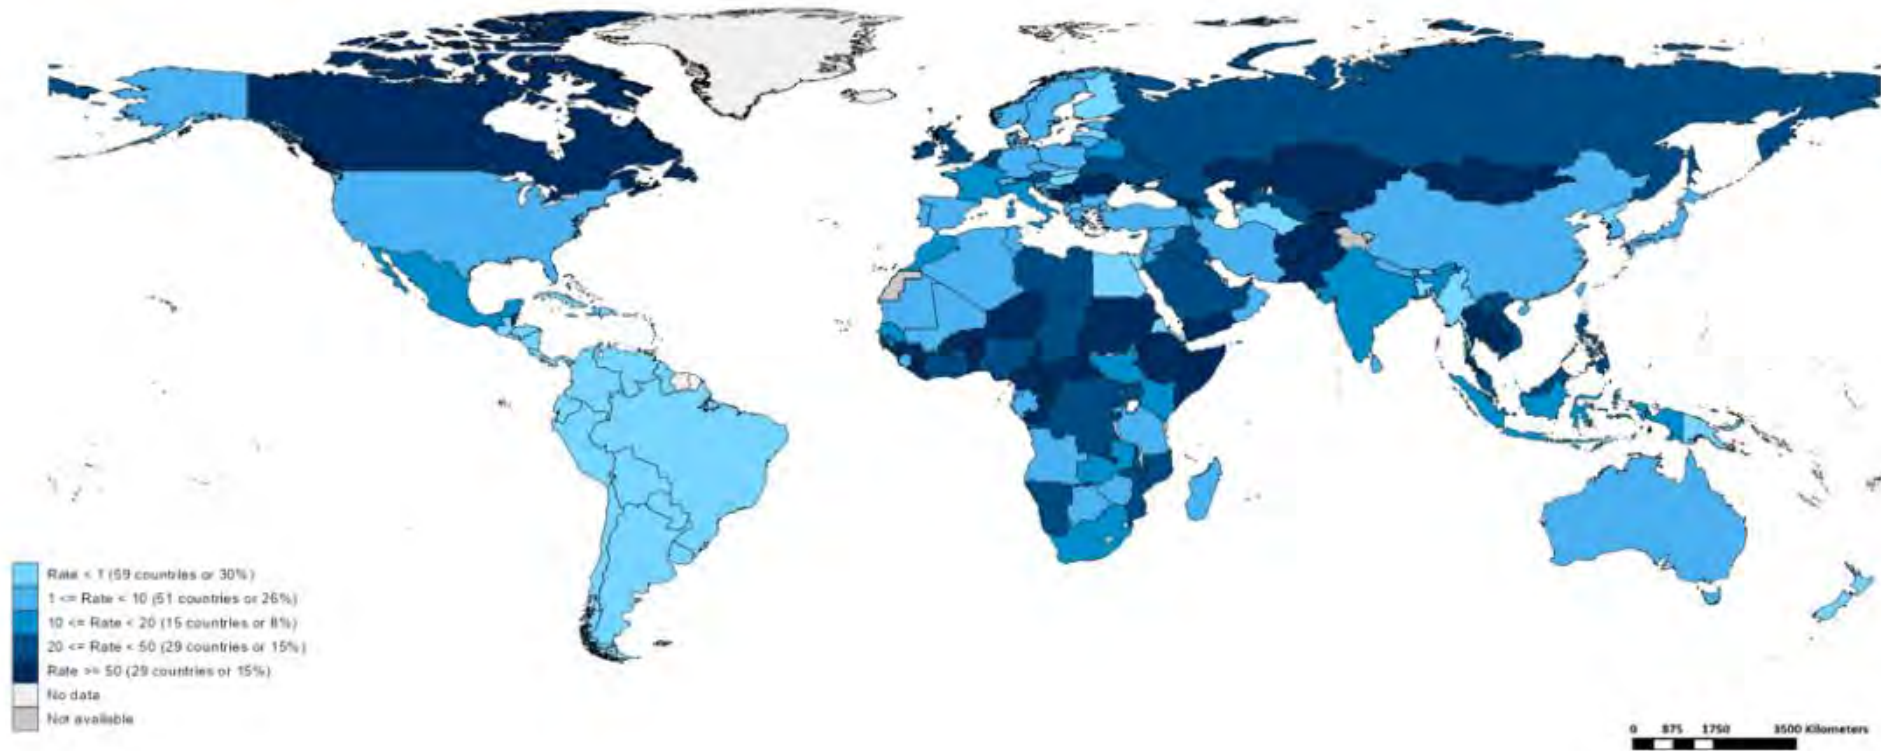 Rate < 1 (59 countries or 30%)
1 <= Rate < 10 (51 countries or 26%)
10 <= Rate < 20 (15 countries or 8%)
20 <= Rate < 50 (29 countries or 15%)
Rate >= 50 (29 countries or 15%)
No data
Not available
0 875 1750 3500 Kilometers